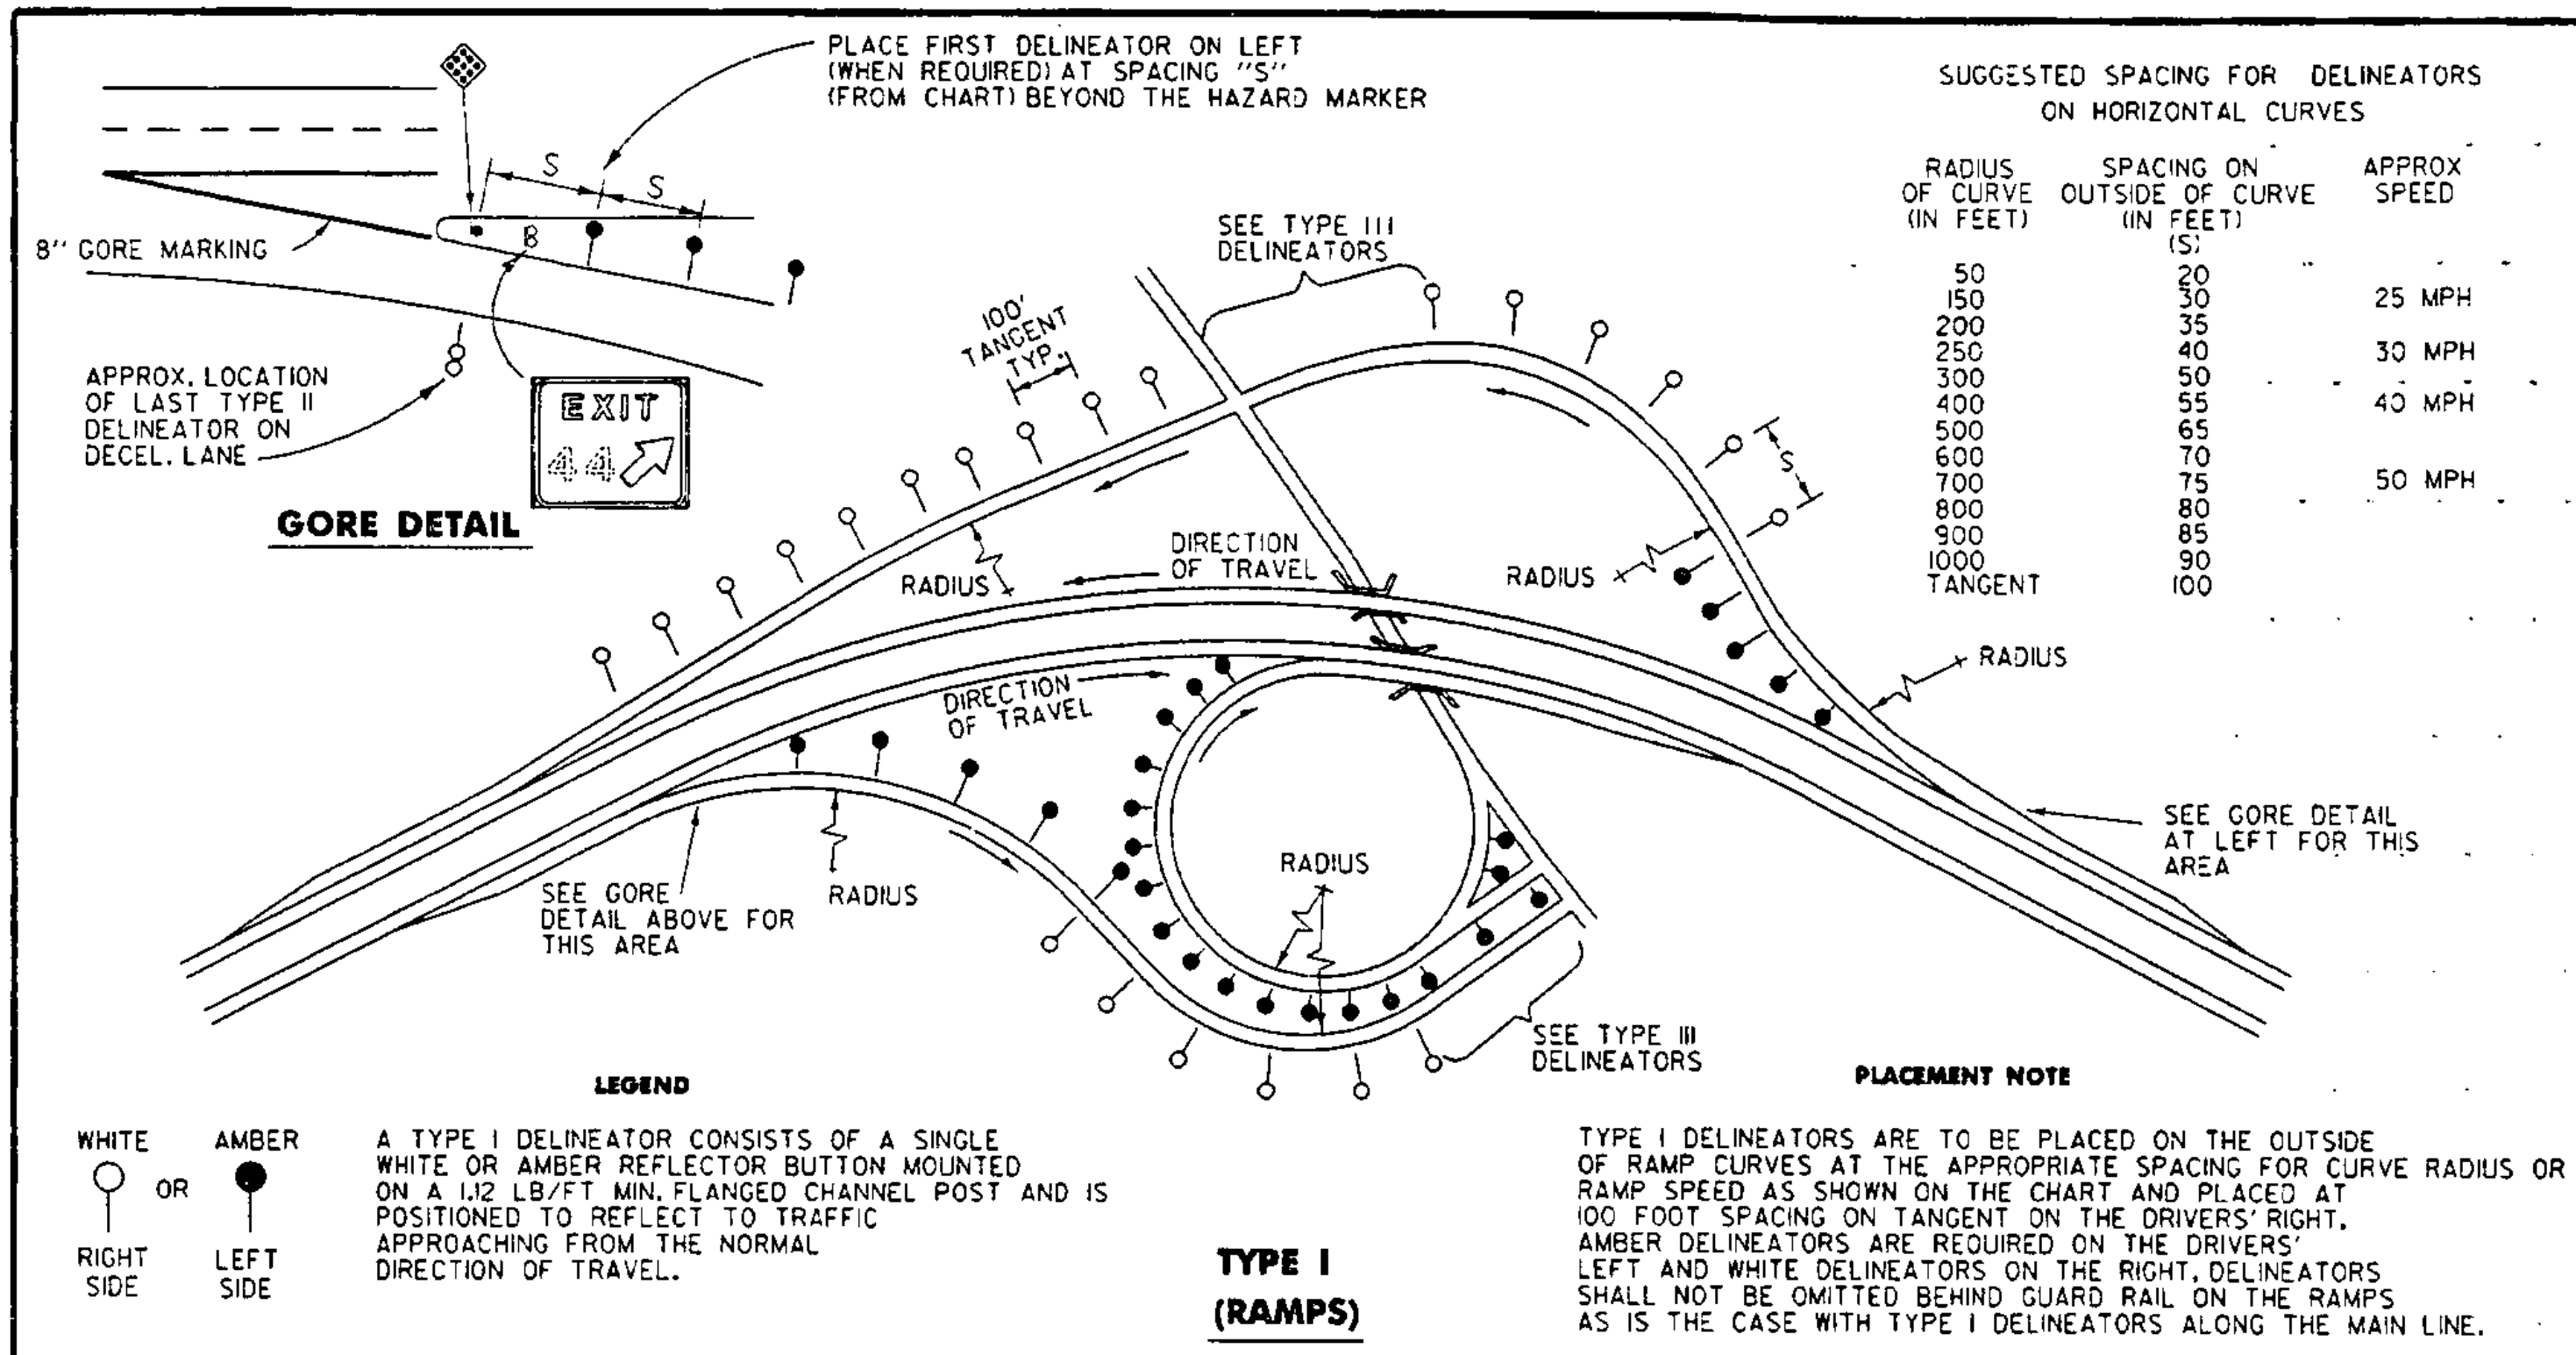 PLACE FIRST DELINEATOR ON LEFT
(WHEN REQUIRED) AT SPACING "S"
(FROM CHART) BEYOND THE HAZARD MARKER
S
S
8" GORE MARKING
B
APPROX. LOCATION
OF LAST TYPE II
DELINEATOR ON
DECEL. LANE
EXIT
44
GORE DETAIL
SUGGESTED SPACING FOR DELINEATORS
ON HORIZONTAL CURVES
RADIUS SPACING ON APPROX
OF CURVE OUTSIDE OF CURVE SPEED
(IN FEET) (IN FEET)
(S)
50 20
150 30 25 MPH
200 35
250 40 30 MPH
300 50
400 55 40 MPH
500 65
600 70
700 75 50 MPH
800 80
900 85
1000 90
TANGENT 100
SEE TYPE III
DELINEATORS
100'
TANGENT
TYP.
S
DIRECTION
OF TRAVEL
RADIUS
RADIUS
RADIUS
DIRECTION
OF TRAVEL
SEE GORE DETAIL
AT LEFT FOR THIS
AREA
RADIUS
RADIUS
SEE GORE
DETAIL ABOVE FOR
THIS AREA
SEE TYPE III
DELINEATORS
LEGEND
WHITE OR AMBER
RIGHT SIDE
LEFT SIDE
A TYPE I DELINEATOR CONSISTS OF A SINGLE
WHITE OR AMBER REFLECTOR BUTTON MOUNTED
ON A 1.12 LB/FT MIN. FLANGED CHANNEL POST AND IS
POSITIONED TO REFLECT TO TRAFFIC
APPROACHING FROM THE NORMAL
DIRECTION OF TRAVEL.
TYPE I
(RAMPS)
PLACEMENT NOTE
TYPE I DELINEATORS ARE TO BE PLACED ON THE OUTSIDE
OF RAMP CURVES AT THE APPROPRIATE SPACING FOR CURVE RADIUS OR
RAMP SPEED AS SHOWN ON THE CHART AND PLACED AT
100 FOOT SPACING ON TANGENT ON THE DRIVERS' RIGHT.
AMBER DELINEATORS ARE REQUIRED ON THE DRIVERS'
LEFT AND WHITE DELINEATORS ON THE RIGHT. DELINEATORS
SHALL NOT BE OMITTED BEHIND GUARD RAIL ON THE RAMPS
AS IS THE CASE WITH TYPE I DELINEATORS ALONG THE MAIN LINE.